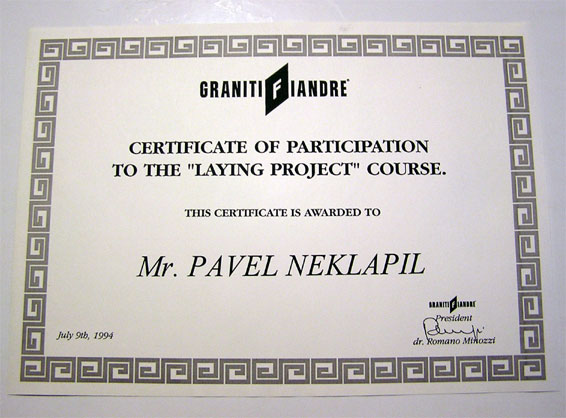 GRANITI FIANDRE®
CERTIFICATE OF PARTICIPATION
TO THE "LAYING PROJECT" COURSE.
THIS CERTIFICATE IS AWARDED TO
Mr. PAVEL NEKLAPIL
GRANITI FIANDRE
President
dr. Romano Minozzi
July 9th, 1994